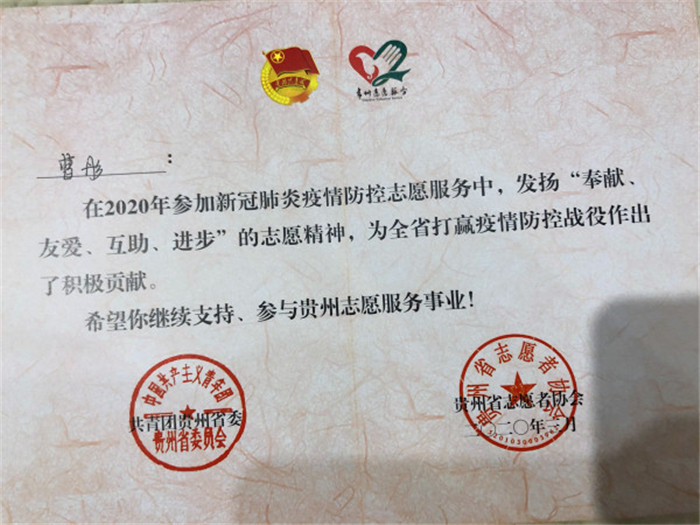 贵州志愿服务
曹彤：
在2020年参加新冠肺炎疫情防控志愿服务中，发扬“奉献、
友爱、互助、进步”的志愿精神，为全省打赢疫情防控战役作出
了积极贡献。
希望你继续支持、参与贵州志愿服务事业！
中国共产主义青年团
贵州省委员会
共青团贵州省委
贵州省志愿者协会
贵州省志愿者协会